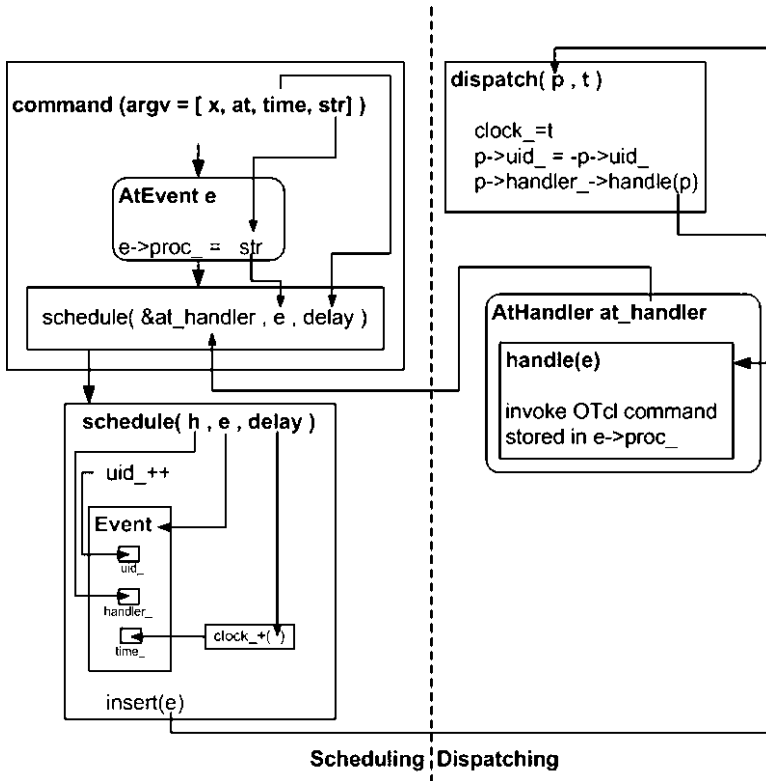 command (argv = [ x, at, time, str] )
AtEvent e
e->proc_ = str
schedule( &at_handler , e , delay )
schedule( h , e , delay )
uid_++
Event
uid_
handler_
time_
clock_+( )
insert(e)
Scheduling
dispatch( p , t )
clock_=t
p->uid_ = -p->uid_
p->handler_->handle(p)
AtHandler at_handler
handle(e)
invoke OTcl command
stored in e->proc_
Dispatching